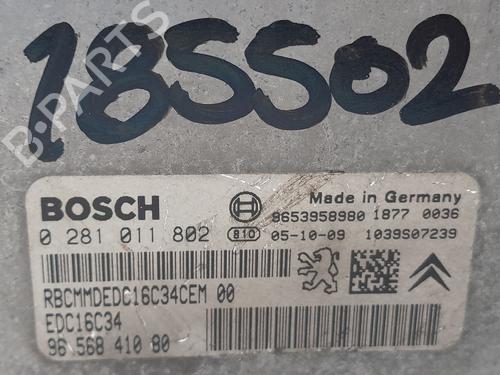 185502
B-PARTS
BOSCH
Made in Germany
9653958980 1877 0036
0 281 011 802
810
05-10-09 1039S07239
RBCMMDEDC16C34CEM 00
EDC16C34
96 568 410 80